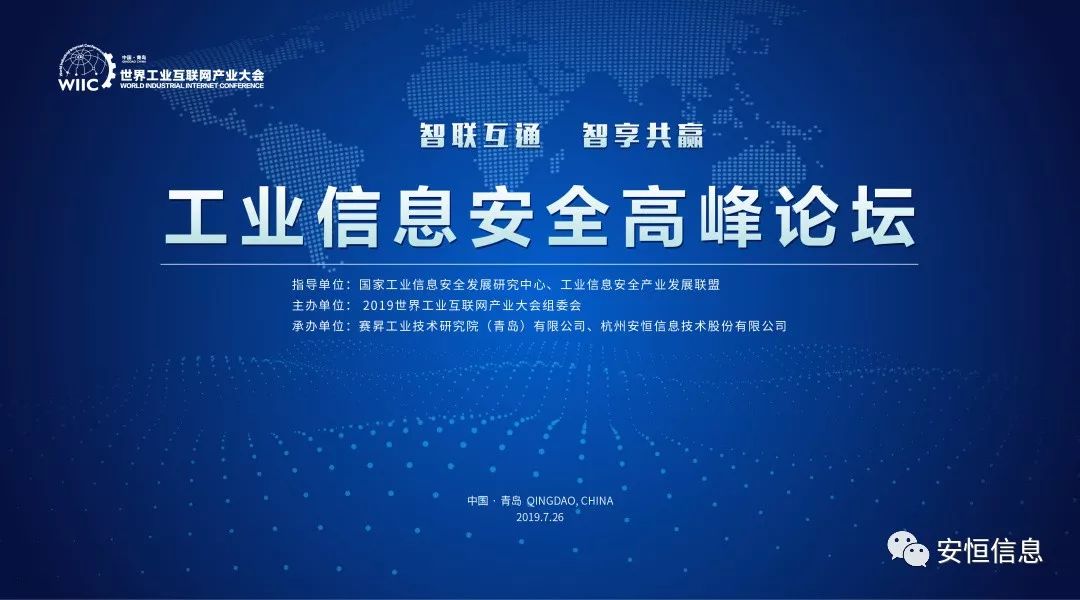 World Industrial Internet Conference
WIIC
中国·青岛
QINGDAO CHINA
世界工业互联网产业大会
WORLD INDUSTRIAL INTERNET CONFERENCE
智联互通 智享共赢
工业信息安全高峰论坛
指导单位：国家工业信息安全发展研究中心、工业信息安全产业发展联盟
主办单位： 2019世界工业互联网产业大会组委会
承办单位：赛昇工业技术研究院（青岛）有限公司、杭州安恒信息技术股份有限公司
中国 · 青岛 QINGDAO, CHINA
2019.7.26
安恒信息